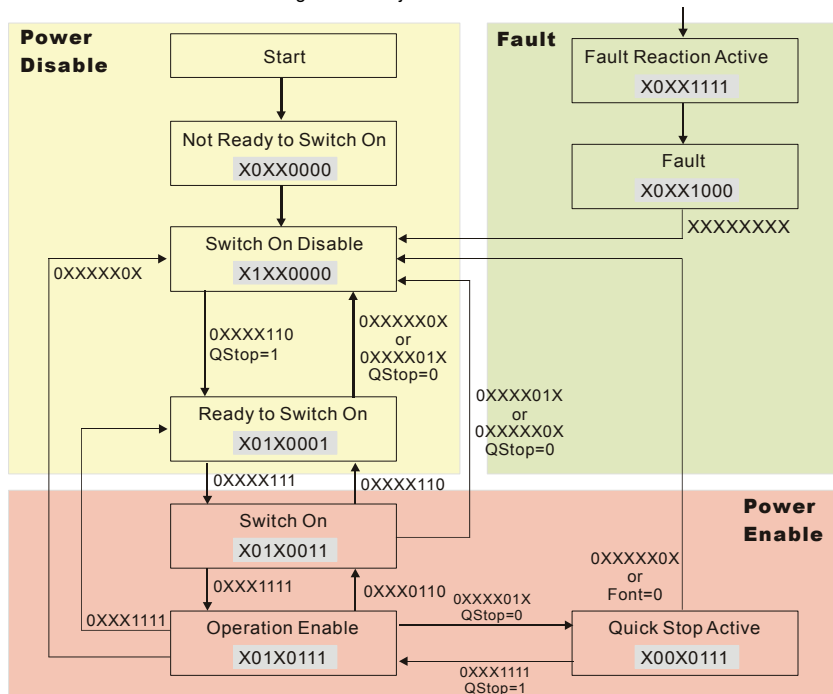 Power
Disable
Start
Not Ready to Switch On
X0XX0000
Switch On Disable
X1XX0000
0XXXXX0X
0XXXX110
QStop=1
0XXXXX0X
or
0XXXX01X
QStop=0
Ready to Switch On
X01X0001
0XXXX111
0XXXX110
Fault
Fault Reaction Active
X0XX1111
Fault
X0XX1000
XXXXXXXX
0XXXX01X
or
0XXXXX0X
QStop=0
Power
Enable
Switch On
X01X0011
0XXX1111
0XXX0110
0XXX1111
Operation Enable
X01X0111
0XXXX01X
QStop=0
0XXX1111
QStop=1
0XXXXX0X
or
Font=0
Quick Stop Active
X00X0111